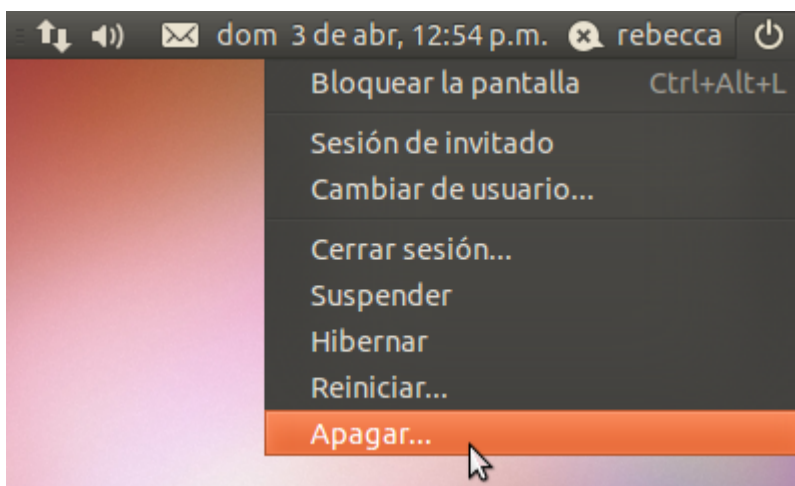 dom 3 de abr, 12:54 p.m. rebecca
Bloquear la pantalla Ctrl+Alt+L
Sesión de invitado
Cambiar de usuario...
Cerrar sesión...
Suspender
Hibernar
Reiniciar...
Apagar...